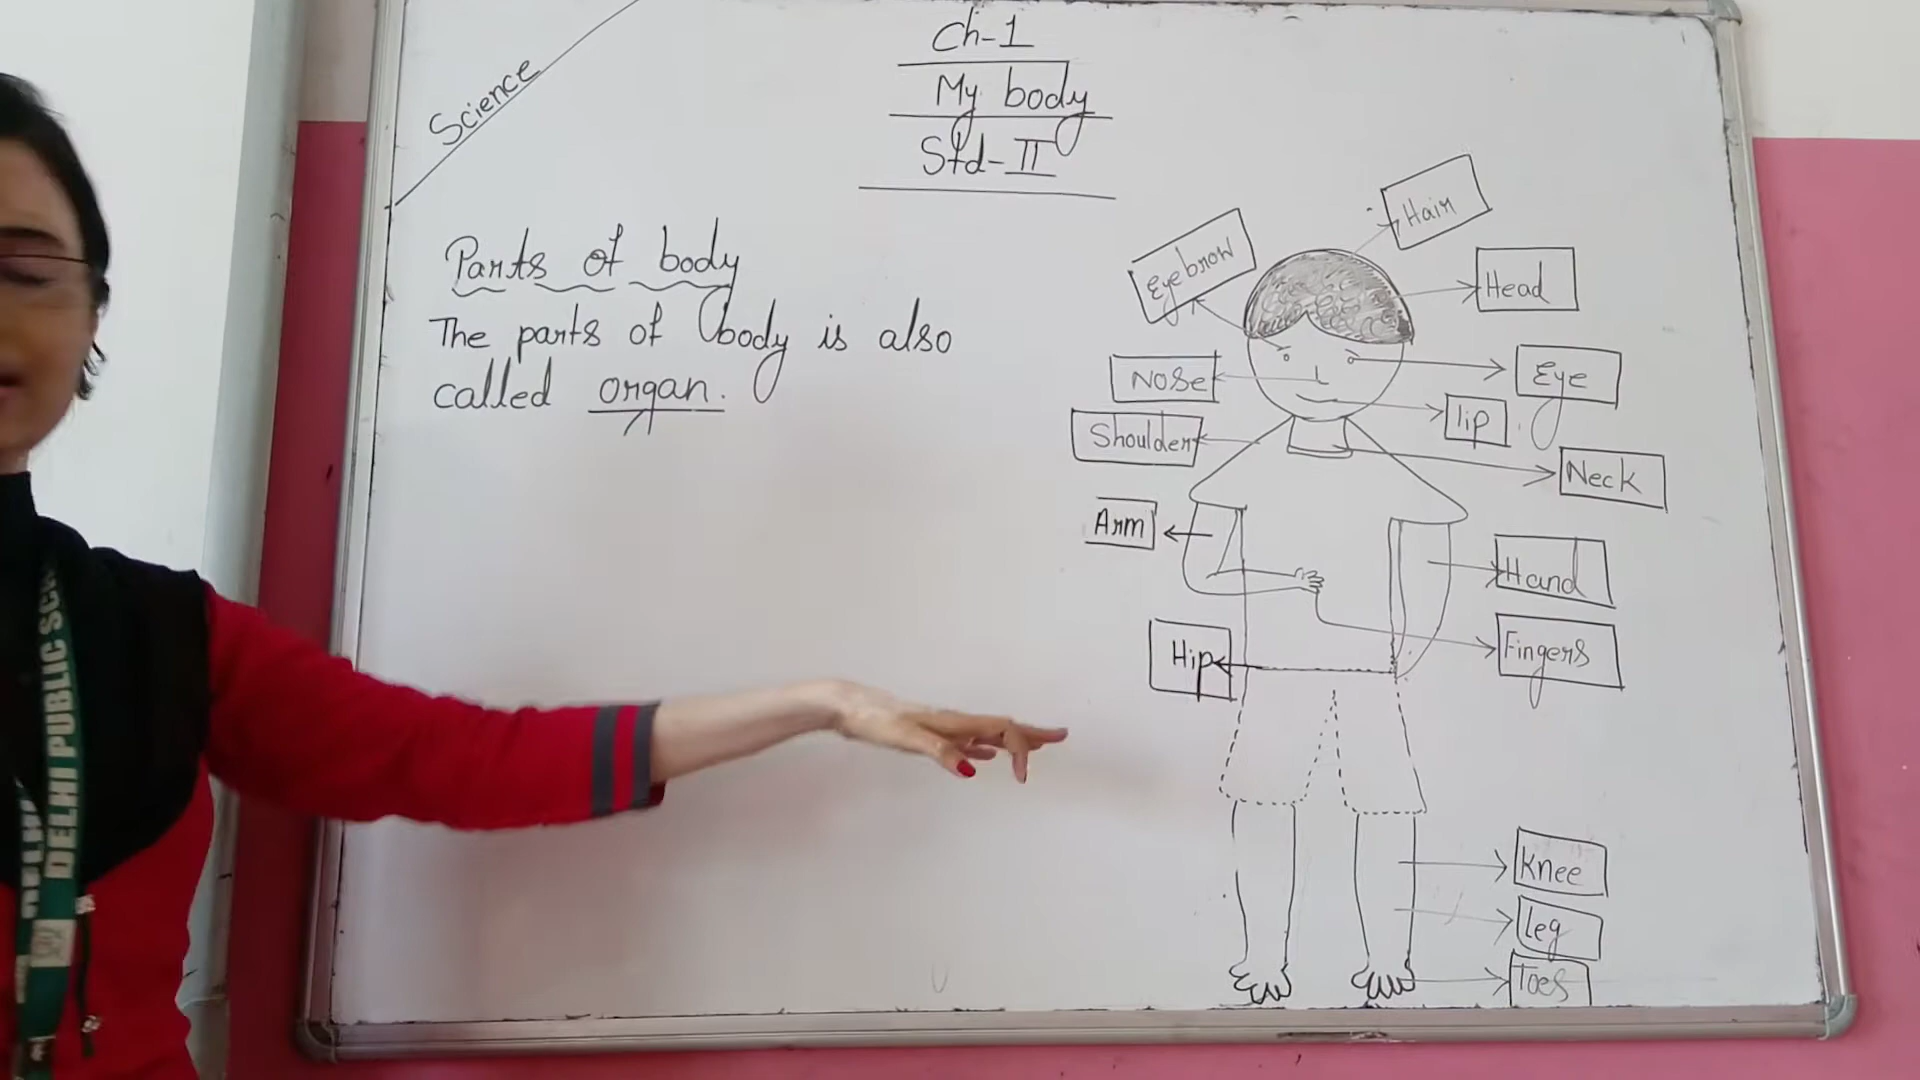 Science
Ch-1
My body
Std-II
Parts of body
The parts of body is also
called organ.
Hair
Eyebrow
Head
Nose
Eye
lip
Shoulder
Neck
Arm
Hand
Hip
Fingers
Knee
leg
Toes
DELHI PUBLIC SC